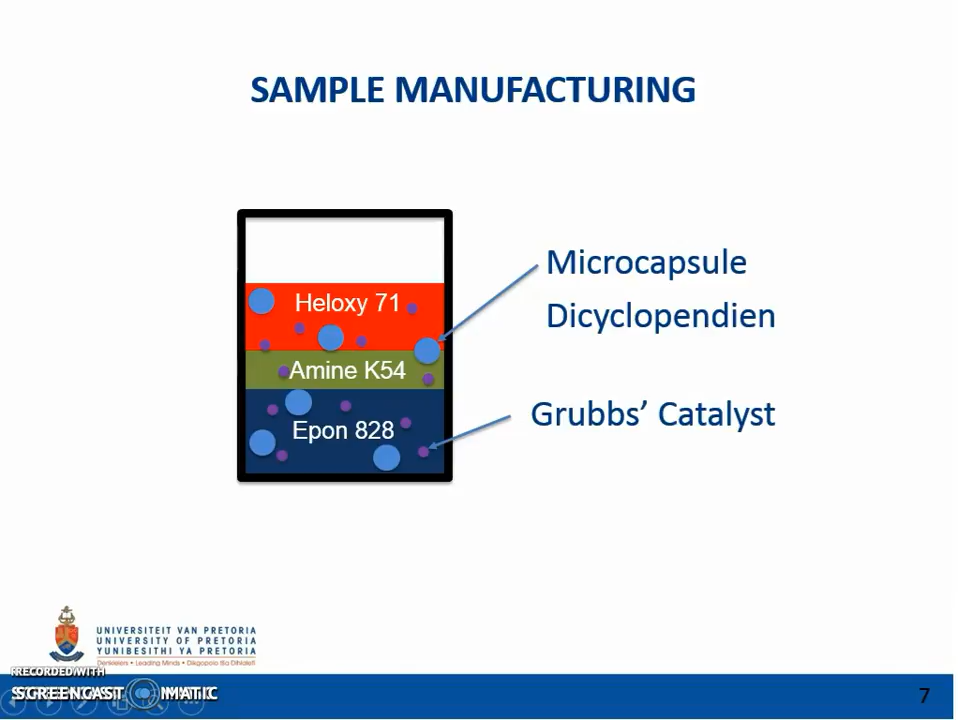 SAMPLE MANUFACTURING
Heloxy 71
Amine K54
Epon 828
Microcapsule
Dicyclopendien
Grubbs’ Catalyst
UNIVERSITEIT VAN PRETORIA
UNIVERSITY OF PRETORIA
YUNIBESITHI YA PRETORIA
Denkleiers • Leading Minds • Dikgopolo tša Dihlalefi
RECORDED WITH
SCREENCAST MATIC
7